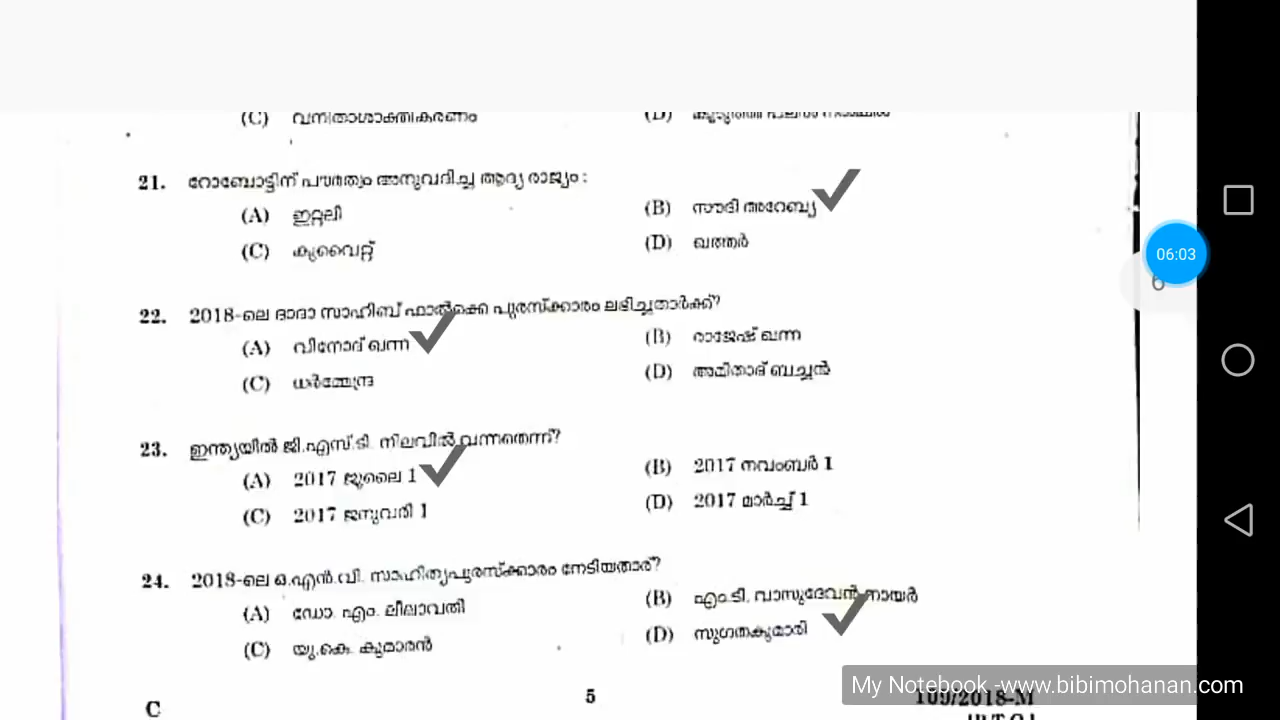 (C) വനിതാശാക്തികരണം (D)
21. റോബോട്ടിന് പൗരത്വം അനുവദിച്ച ആദ്യ രാജ്യം :
(A) ഇറ്റലി (B) സൗദി അറേബ്യ
(C) കുവൈറ്റ് (D) ഖത്തർ
06:03
6
22. 2018-ലെ ദാദാ സാഹിബ് ഫാൽക്കെ പുരസ്ക്കാരം ലഭിച്ചതാർക്ക്?
(A) വിനോദ് ഖന്ന (B) രാജേഷ് ഖന്ന
(C) ധർമ്മേന്ദ്ര (D) അമിതാദ് ബച്ചൻ
23. ഇന്ത്യയിൽ ജി.എസ്.ടി. നിലവിൽ വന്നതെന്ന്?
(A) 2017 ജൂലൈ 1 (B) 2017 നവംബർ 1
(C) 2017 ജനുവരി 1 (D) 2017 മാർച്ച് 1
24. 2018-ലെ ഒ.എൻ.വി. സാഹിത്യപുരസ്ക്കാരം നേടിയതാര്?
(A) ഡോ. എം. ലീലാവതി (B) എം.ടി. വാസുദേവൻ നായർ
(C) യു.കെ. കുമാരൻ (D) സുഗതകുമാരി
C 5 109/2018-M
My Notebook -www.bibimohanan.com